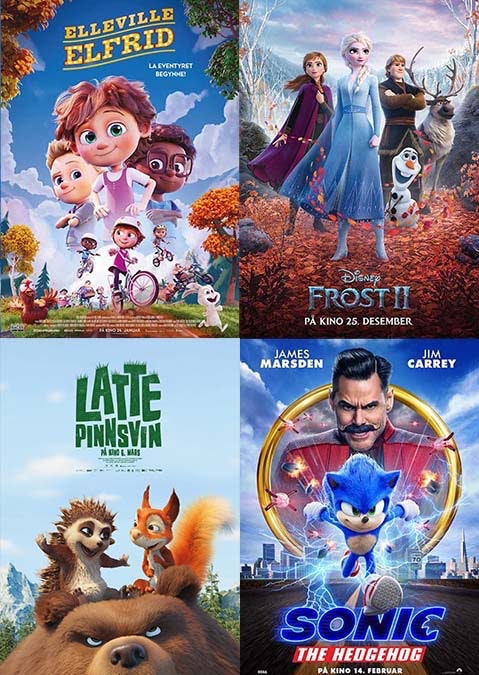 ELLEVILLE
ELFRID
LA EVENTYRET
BEGYNNE!
PÅ KINO 24. JANUAR
DISNEY
FROST II
PÅ KINO 25. DESEMBER
LATTE
PINNSVIN
PÅ KINO 6. MARS
JAMES
MARSDEN
JIM
CARREY
70
SONIC
THE HEDGEHOG
PÅ KINO 14. FEBRUAR